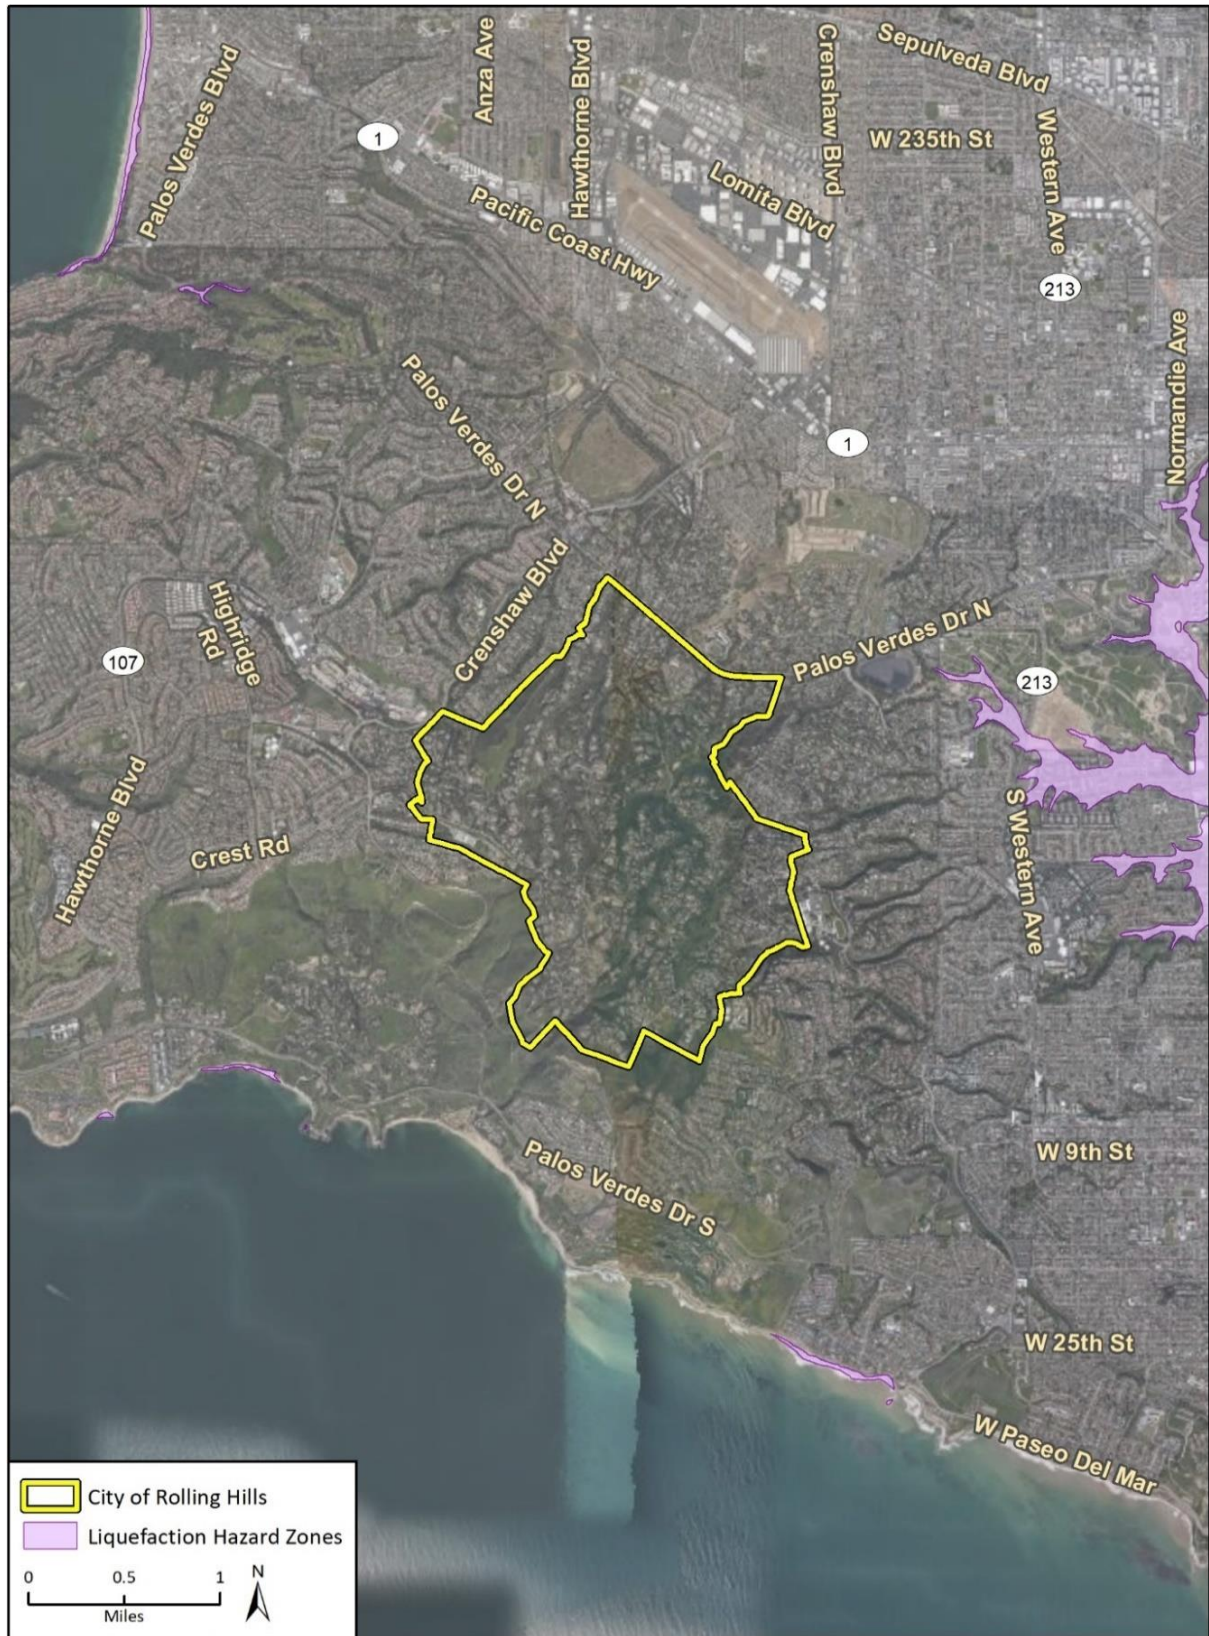 Sepulveda Blvd
Anza Ave
Hawthorne Blvd
Crenshaw Blvd
Palos Verdes Blvd
1
W 235th St
Western Ave
Lomita Blvd
Pacific Coast Hwy
213
Normandie Ave
Palos Verdes Dr N
1
Crenshaw Blvd
Highridge
Rd
107
Palos Verdes Dr N
213
Hawthorne Blvd
Crest Rd
S Western Ave
Palos Verdes Dr S
W 9th St
W 25th St
W Paseo Del Mar
City of Rolling Hills
Liquefaction Hazard Zones
0 0.5 1
Miles
N